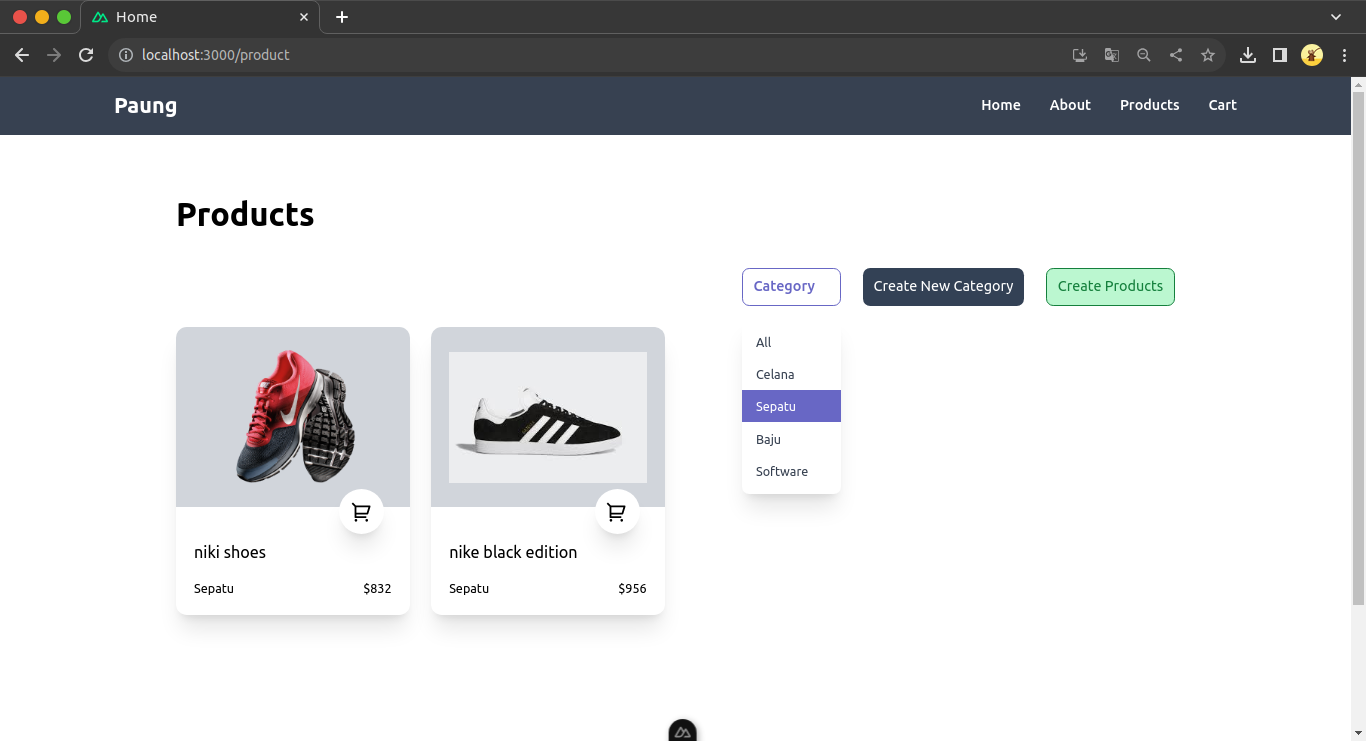 Home
localhost:3000/product
Paung
Home About Products Cart
Products
Category Create New Category Create Products
All
Celana
Sepatu
Baju
Software
niki shoes
Sepatu $832
nike black edition
Sepatu $956